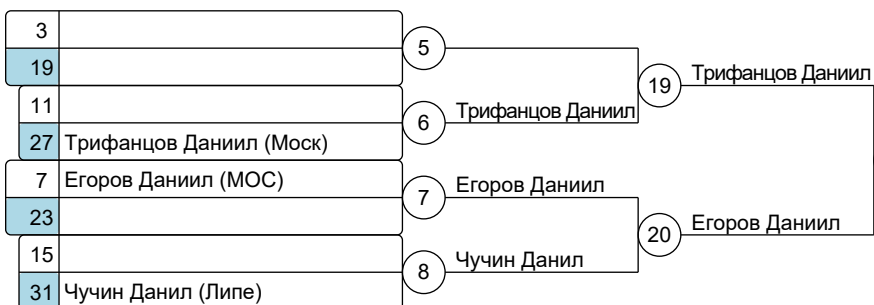 3
19
5
11
27 Трифанцов Даниил (Моск)
6
Трифанцов Даниил
19
Трифанцов Даниил
7 Егоров Даниил (МОС)
23
7
Егоров Даниил
15
31 Чучин Данил (Липе)
8
Чучин Данил
20
Егоров Даниил